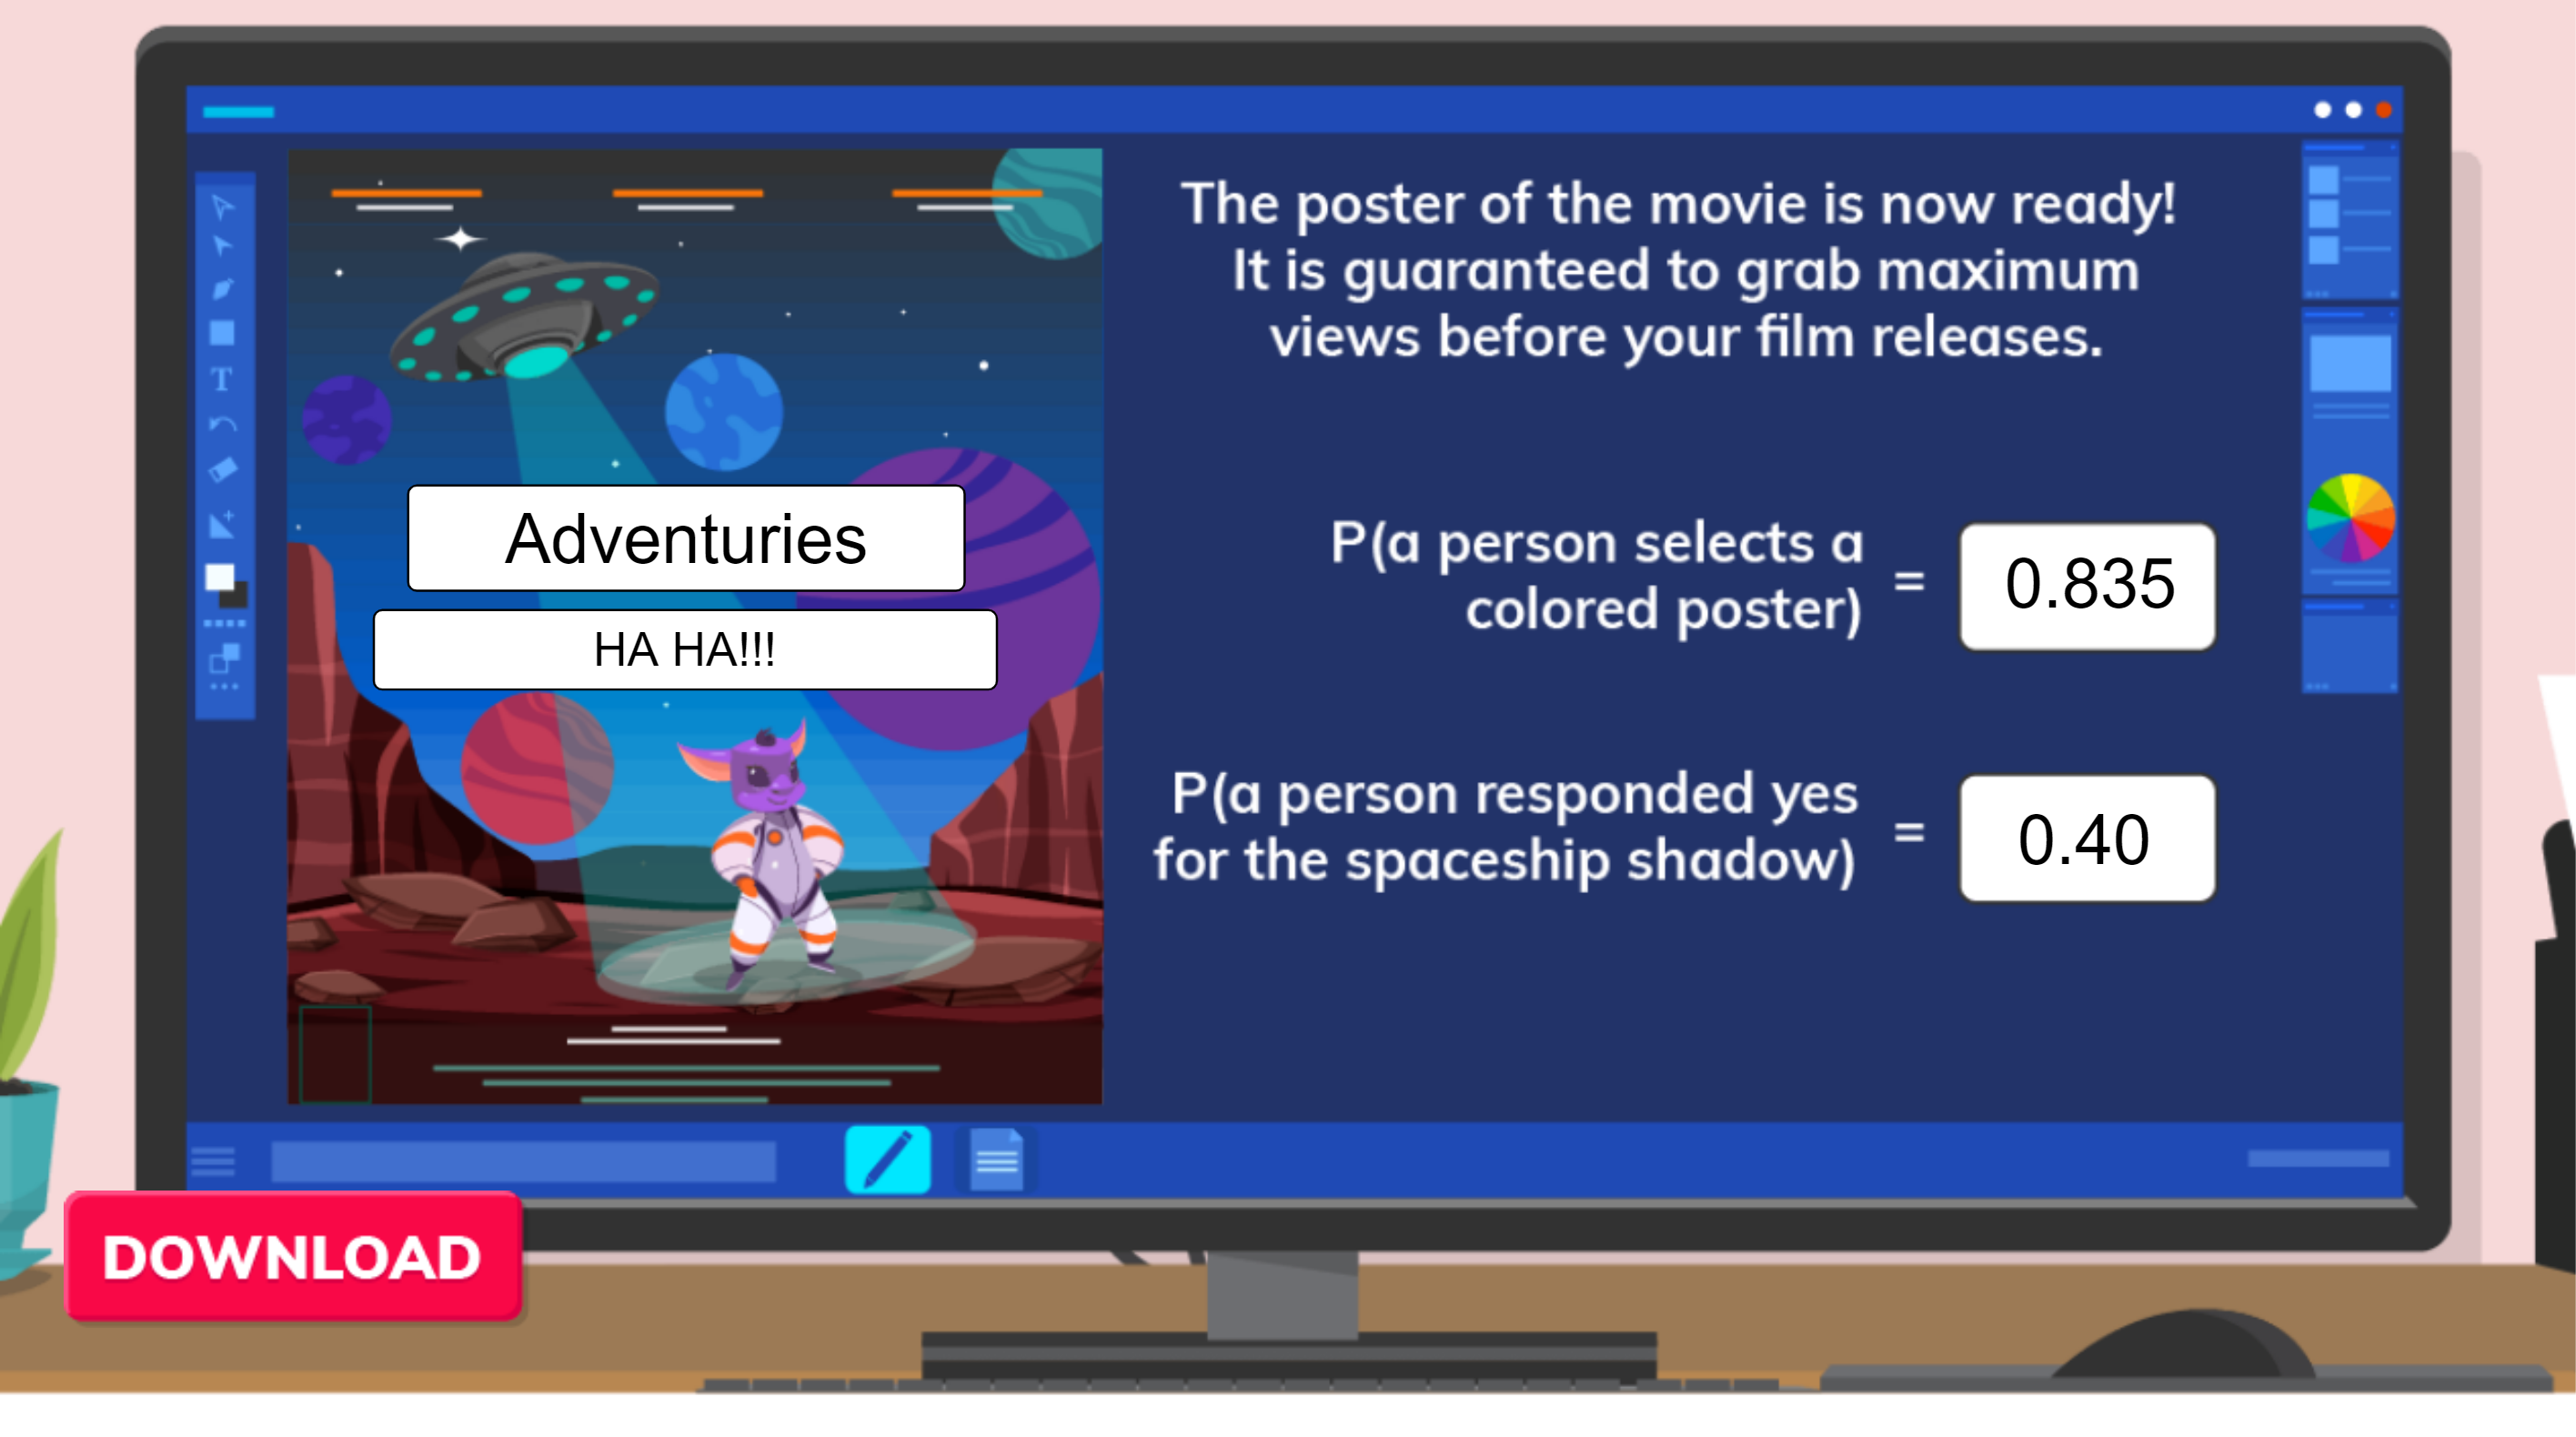 The poster of the movie is now ready!
It is guaranteed to grab maximum
views before your film releases.
T
Adventuries
HA HA!!!
P(a person selects a
colored poster) = 0.835
P(a person responded yes
for the spaceship shadow) = 0.40
DOWNLOAD